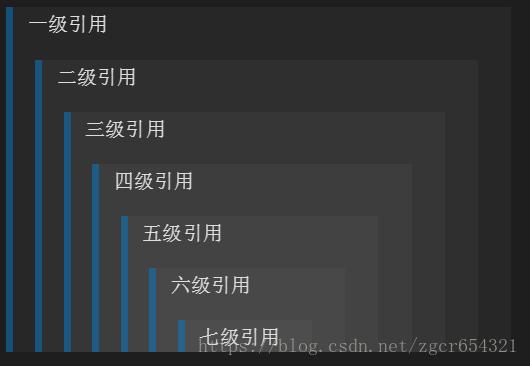 一级引用
二级引用
三级引用
四级引用
五级引用
六级引用
七级引用
https://blog.csdn.net/zgcr654321